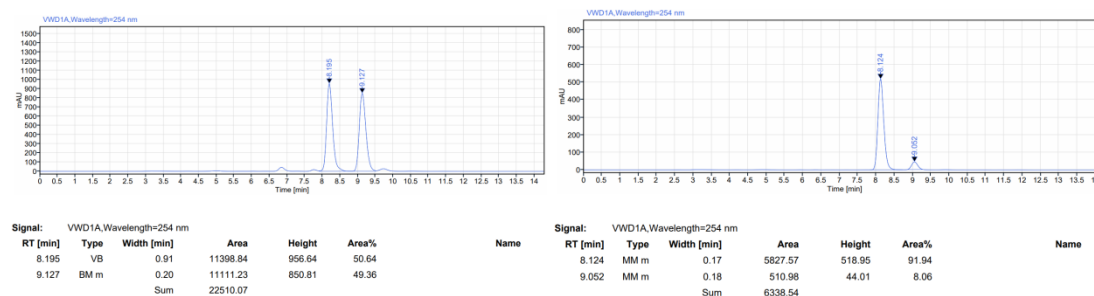 VWD1A,Wavelength=254 nm
1500
1400
1300
1200
1100
1000
900
800
700
600
500
400
300
200
100
0
mAU
8.195
9.127
0 0.5 1 1.5 2 2.5 3 3.5 4 4.5 5 5.5 6 6.5 7 7.5 8 8.5 9 9.5 10 10.5 11 11.5 12 12.5 13 13.5 14
Time [min]
Signal: VWD1A,Wavelength=254 nm
RT [min] Type Width [min] Area Height Area% Name
8.195 VB 0.91 11398.84 956.64 50.64
9.127 BM m 0.20 11111.23 850.81 49.36
Sum 22510.07
VWD1A,Wavelength=254 nm
800
700
600
500
400
300
200
100
0
mAU
8.124
9.052
0 0.5 1 1.5 2 2.5 3 3.5 4 4.5 5 5.5 6 6.5 7 7.5 8 8.5 9 9.5 10 10.5 11 11.5 12 12.5 13 13.5
Time [min]
Signal: VWD1A,Wavelength=254 nm
RT [min] Type Width [min] Area Height Area% Name
8.124 MM m 0.17 5827.57 518.95 91.94
9.052 MM m 0.18 510.98 44.01 8.06
Sum 6338.54